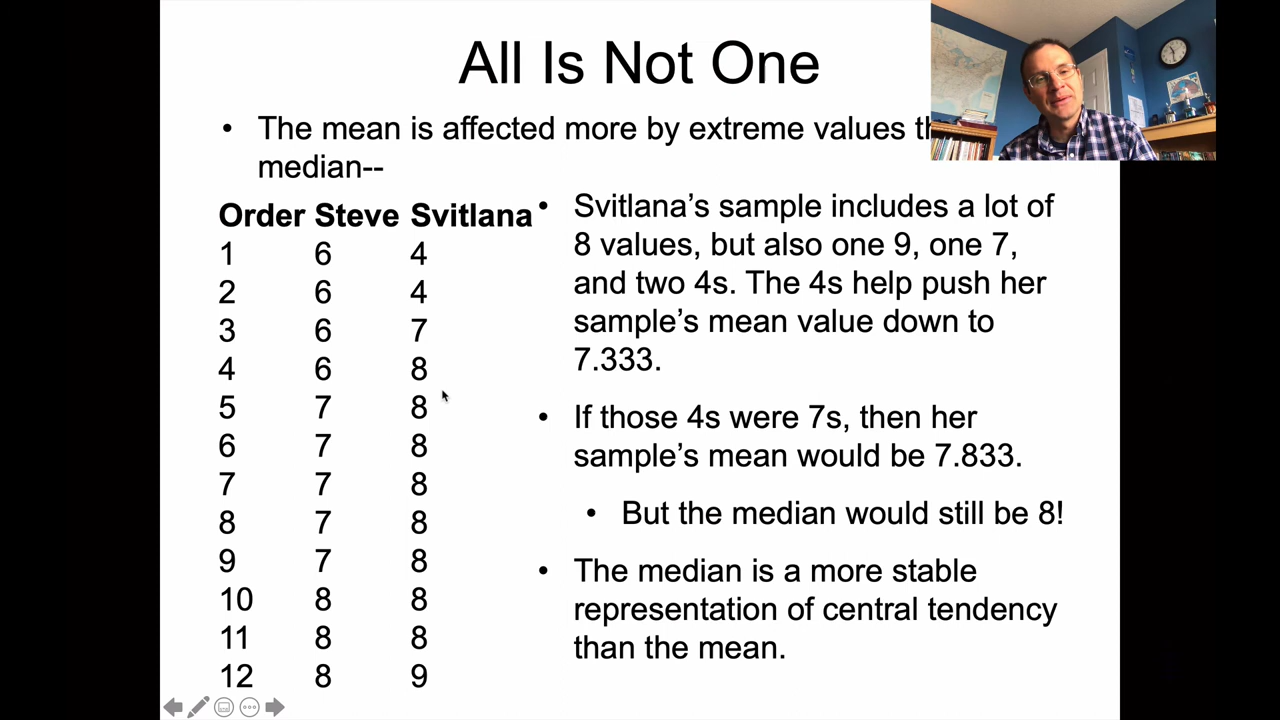 All Is Not One
• The mean is affected more by extreme values
median--
Order Steve Svitlana
1 6 4
2 6 4
3 6 7
4 6 8
5 7 8
6 7 8
7 7 8
8 7 8
9 7 8
10 8 8
11 8 8
12 8 9
• Svitlana’s sample includes a lot of
8 values, but also one 9, one 7,
and two 4s. The 4s help push her
sample’s mean value down to
7.333.
• If those 4s were 7s, then her
sample’s mean would be 7.833.
• But the median would still be 8!
• The median is a more stable
representation of central tendency
than the mean.